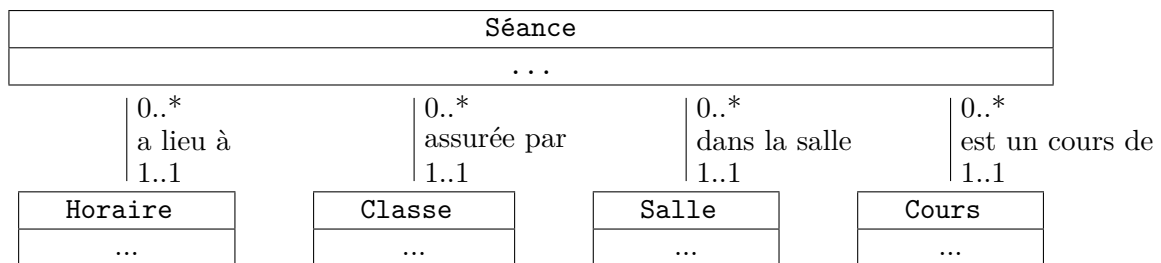 Séance
...
0..* 0..* 0..* 0..*
a lieu à assurée par dans la salle est un cours de
1..1 1..1 1..1 1..1
Horaire Classe Salle Cours
... ... ... ...